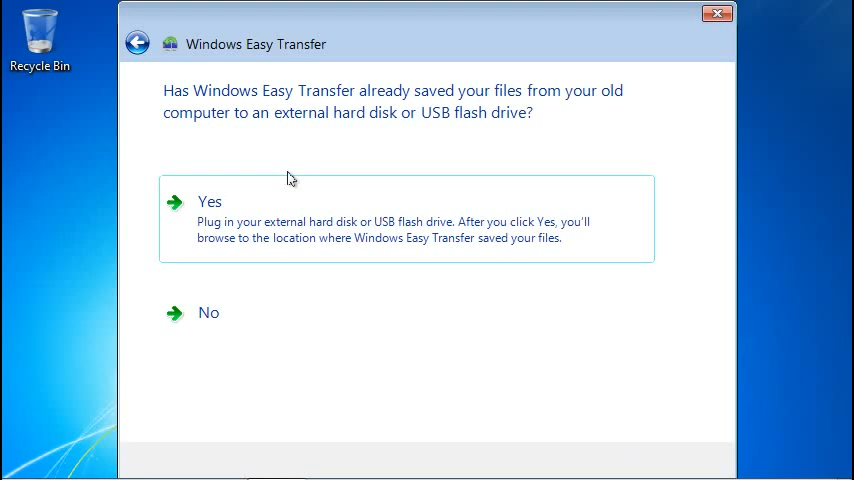 Recycle Bin
Windows Easy Transfer
Has Windows Easy Transfer already saved your files from your old
computer to an external hard disk or USB flash drive?
Yes
Plug in your external hard disk or USB flash drive. After you click Yes, you'll
browse to the location where Windows Easy Transfer saved your files.
No